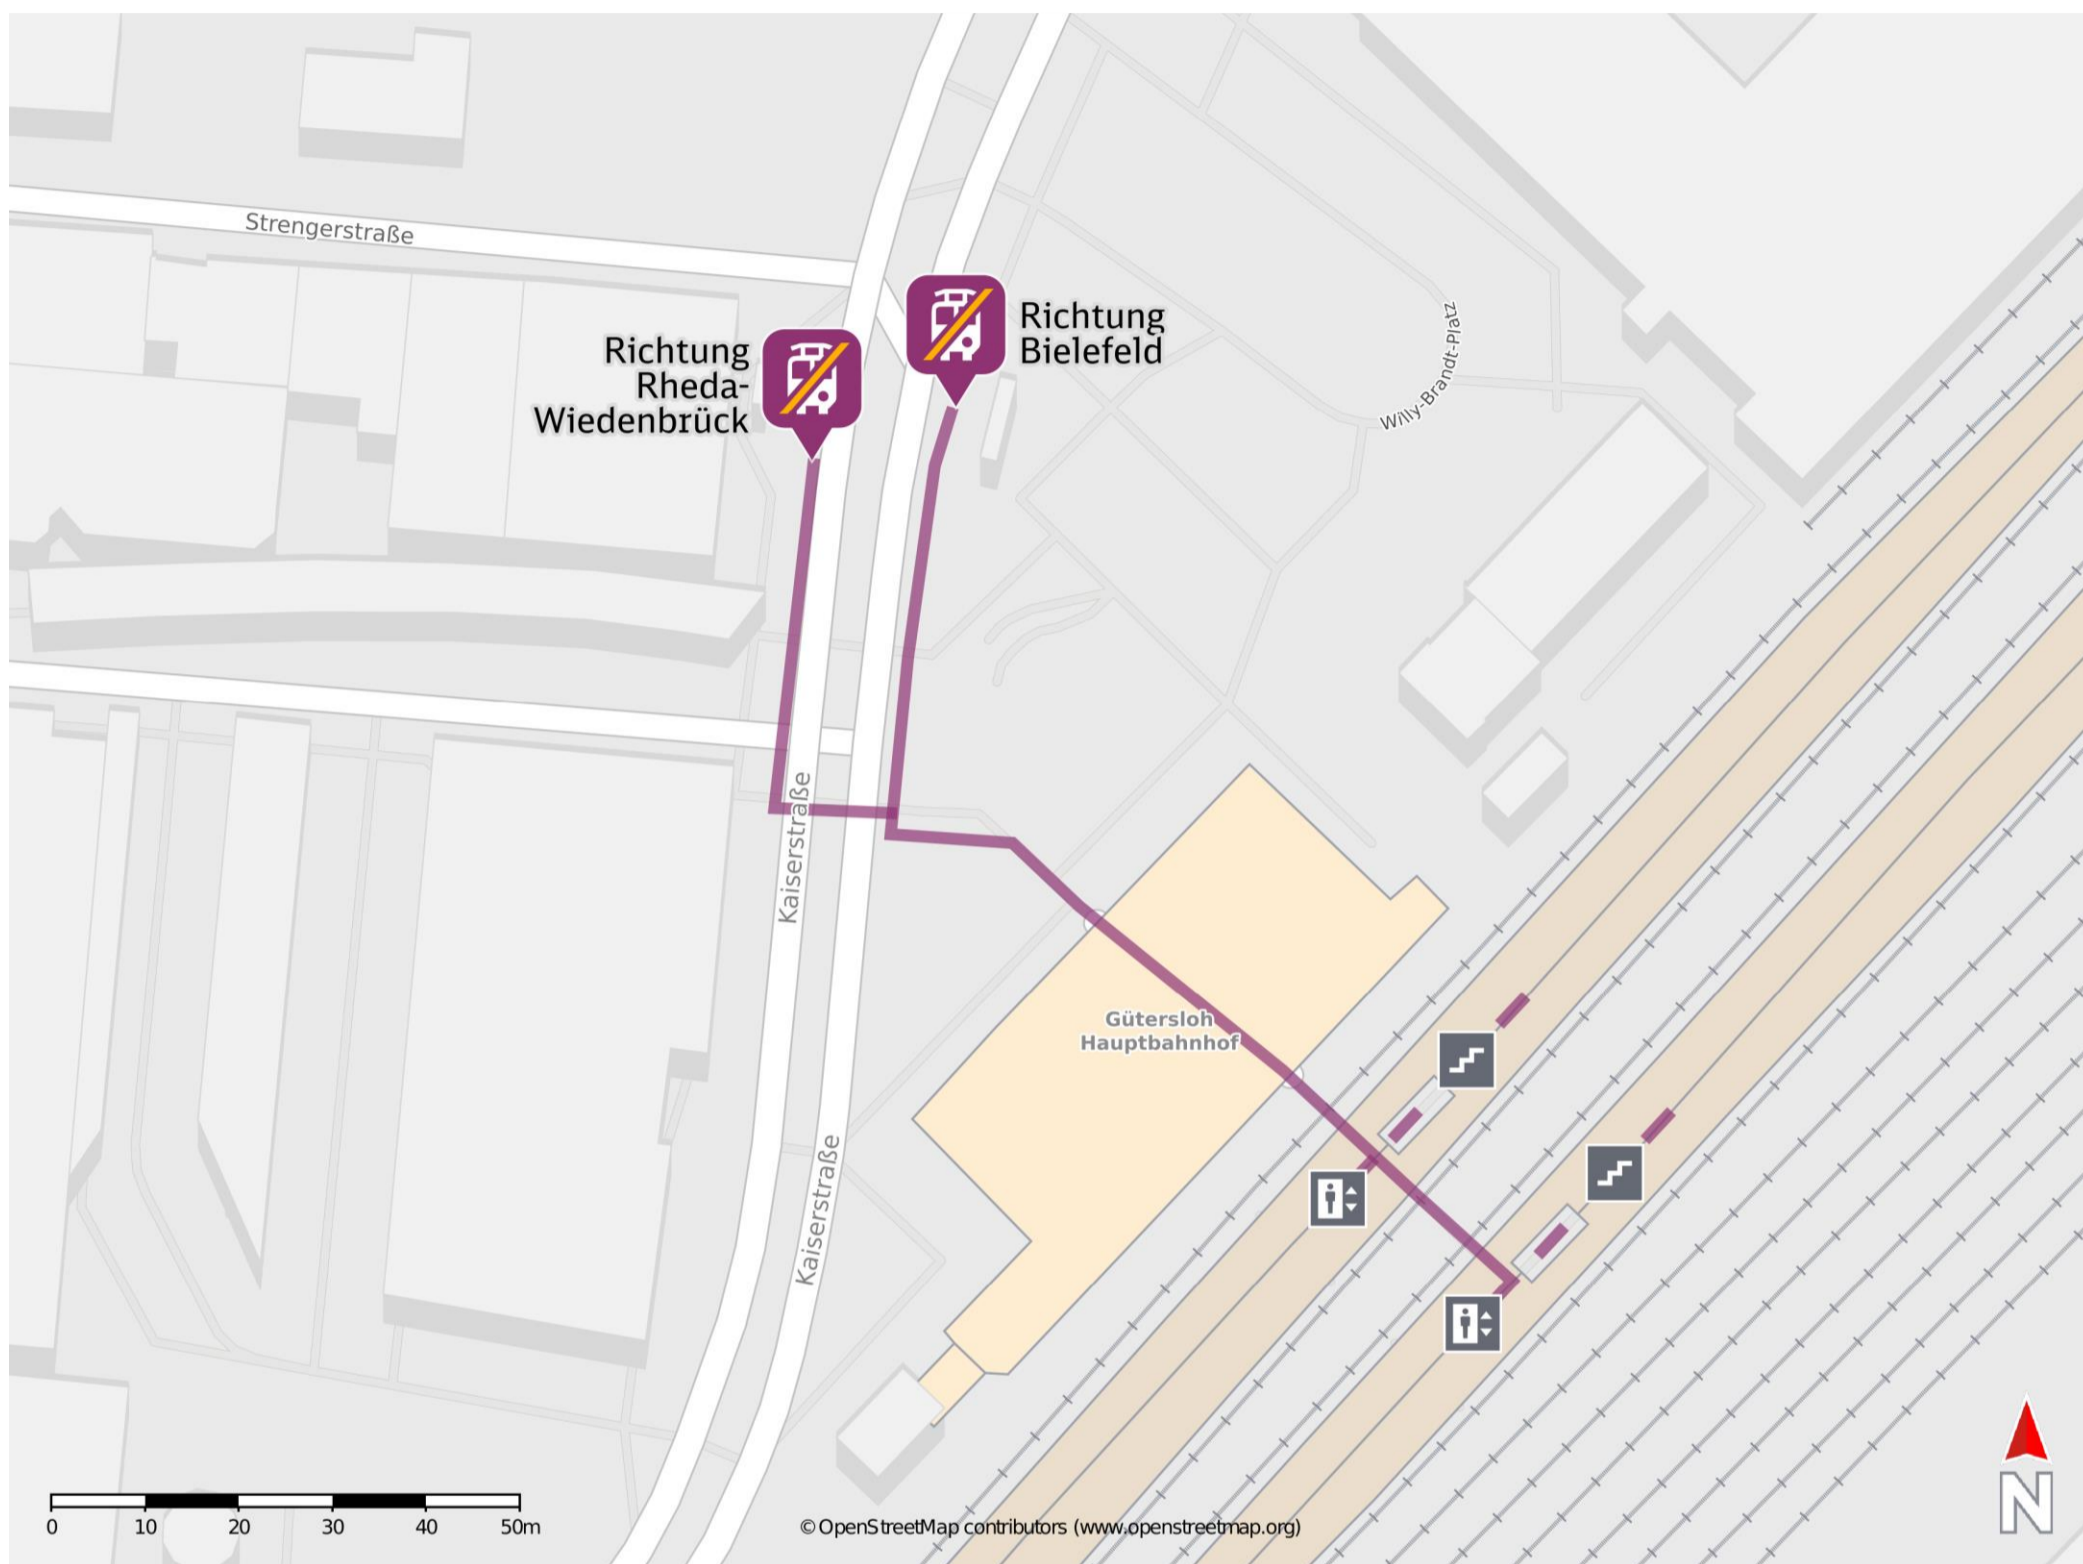 Strengerstraße
Richtung
Bielefeld
Richtung
Rheda-
Wiedenbrück
Willy-Brandt-Platz
Kaiserstraße
Gütersloh
Hauptbahnhof
Kaiserstraße
N
0 10 20 30 40 50m
© OpenStreetMap contributors (www.openstreetmap.org)